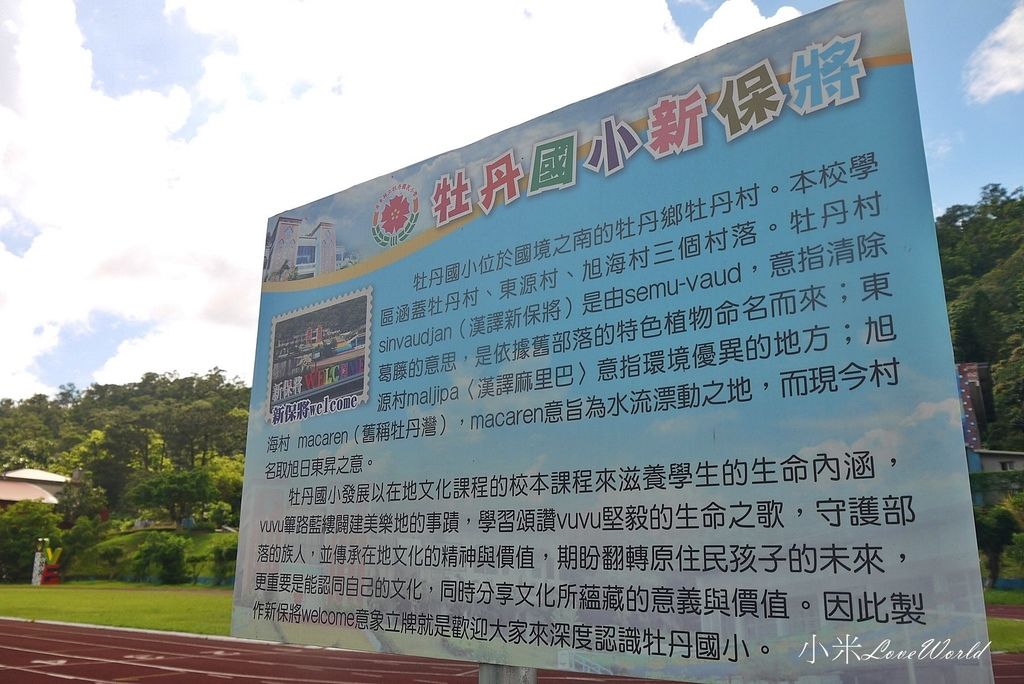 牡丹國小新保將
牡丹國小位於國境之南的牡丹鄉牡丹村。本校學
區涵蓋牡丹村、東源村、旭海村三個村落。牡丹村
sinvaudjan（漢譯新保將）是由semu-vaud，意指清除
葛藤的意思，是依據舊部落的特色植物命名而來；東
源村maljipa〈漢譯麻里巴〉意指環境優異的地方；旭
海村 macaren（舊稱牡丹灣），macaren意旨為水流漂動之地，而現今村
名取旭日東昇之意。
新保將 WELCOME
新保將welcome
牡丹國小發展以在地文化課程的校本課程來滋養學生的生命內涵，
vuvu篳路藍縷闢建美樂地的事蹟，學習頌讚vuvu堅毅的生命之歌，守護部
落的族人，並傳承在地文化的精神與價值，期盼翻轉原住民孩子的未來，
更重要是能認同自己的文化，同時分享文化所蘊藏的意義與價值。因此製
作新保將welcome意象立牌就是歡迎大家來深度認識牡丹國小。
小米LoveWorld